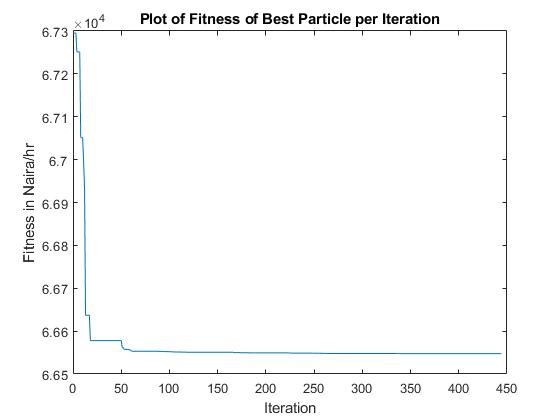 Plot of Fitness of Best Particle per Iteration
×10⁴
6.73
6.72
6.71
6.7
6.69
6.68
6.67
6.66
6.65
Fitness in Naira/hr
0 50 100 150 200 250 300 350 400 450
Iteration